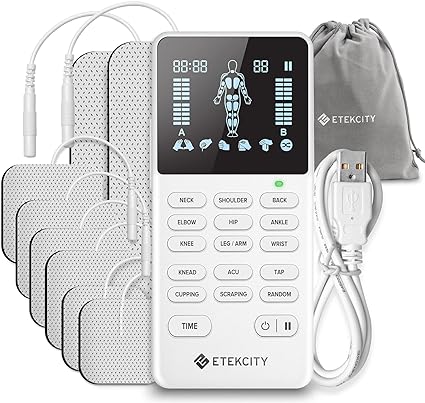 88:88 88
A B
NECK SHOULDER BACK
ELBOW HIP ANKLE
KNEE LEG / ARM WRIST
KNEAD ACU TAP
CUPPING SCRAPING RANDOM
TIME
ETEKCITY
ETEKCITY